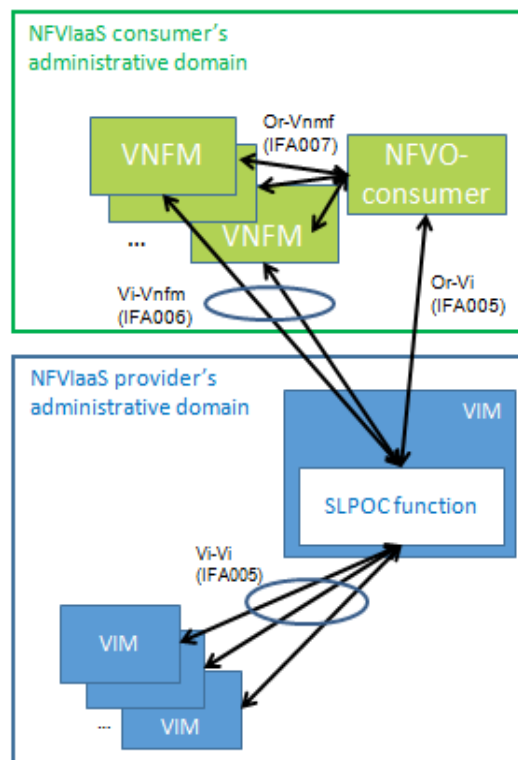 NFVIaaS consumer's
administrative domain
Or-Vnmf
(IFA007)
VNFM
NFVO-
consumer
...
VNFM
Vi-Vnfm
(IFA006)
Or-Vi
(IFA005)
NFVIaaS provider's
administrative domain
VIM
SLPOC function
Vi-Vi
(IFA005)
VIM
...
VIM